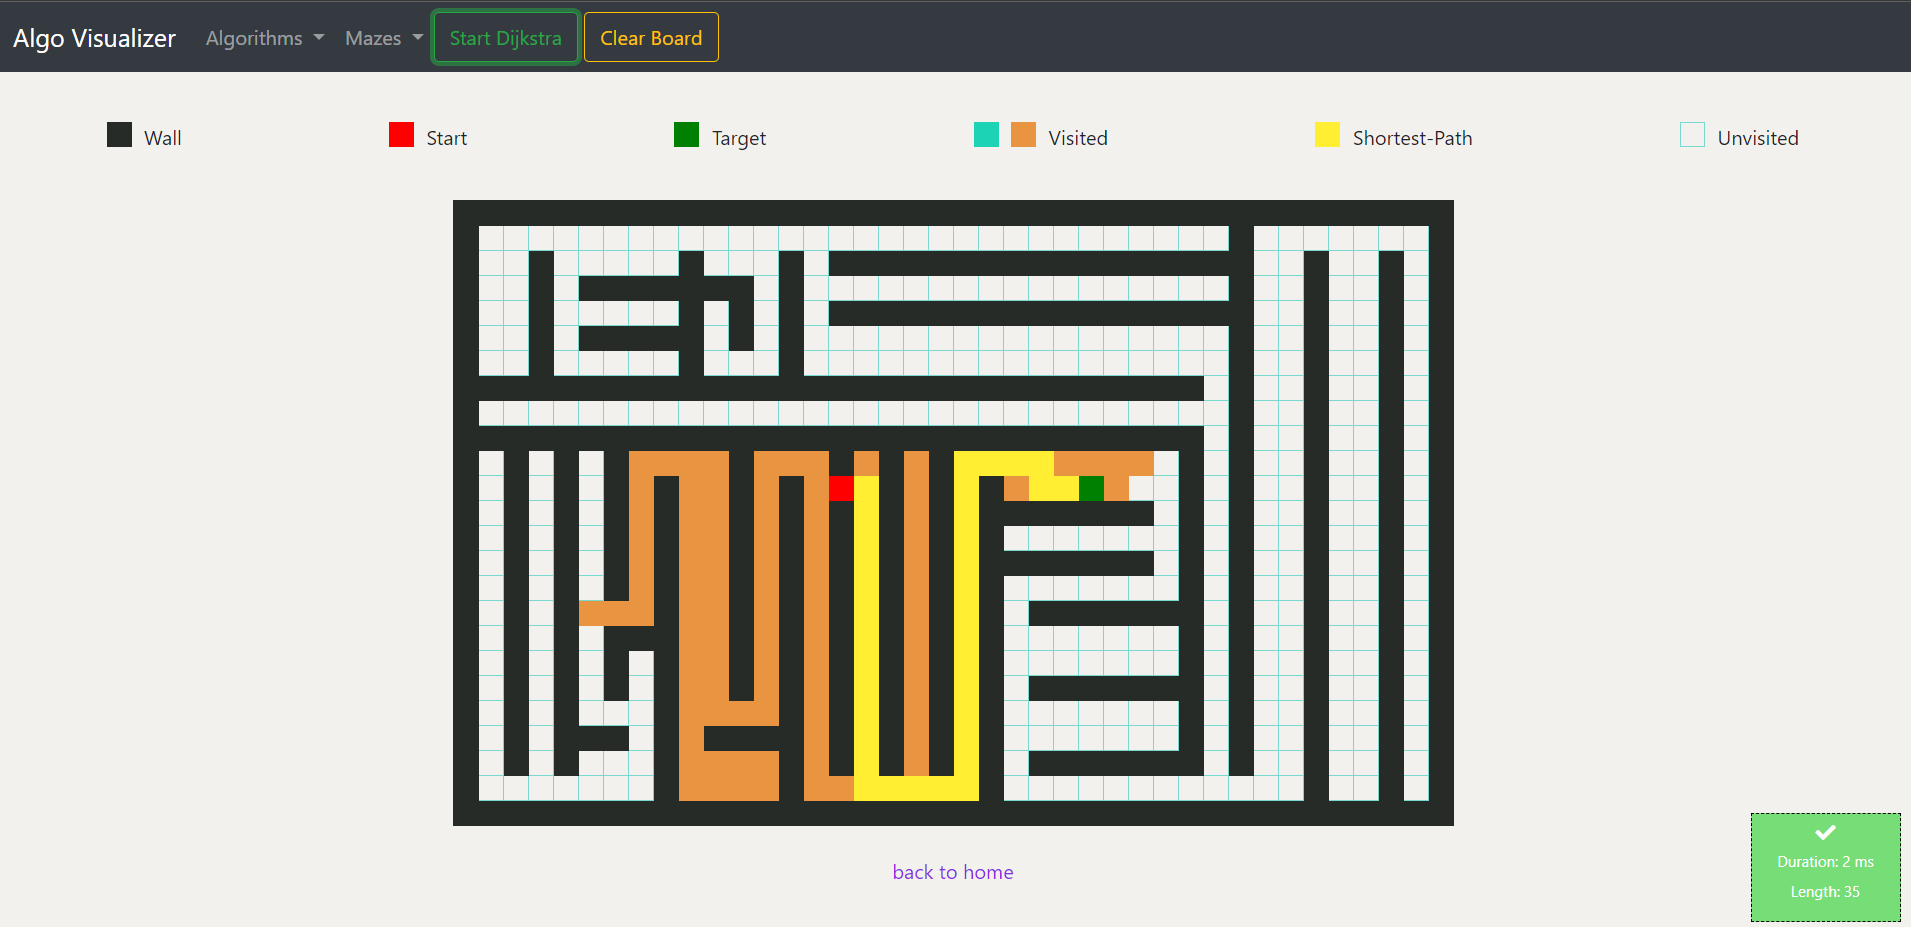 Algo Visualizer Algorithms Mazes Start Dijkstra Clear Board
Wall Start Target Visited Shortest-Path Unvisited
back to home
Duration: 2 ms
Length: 35